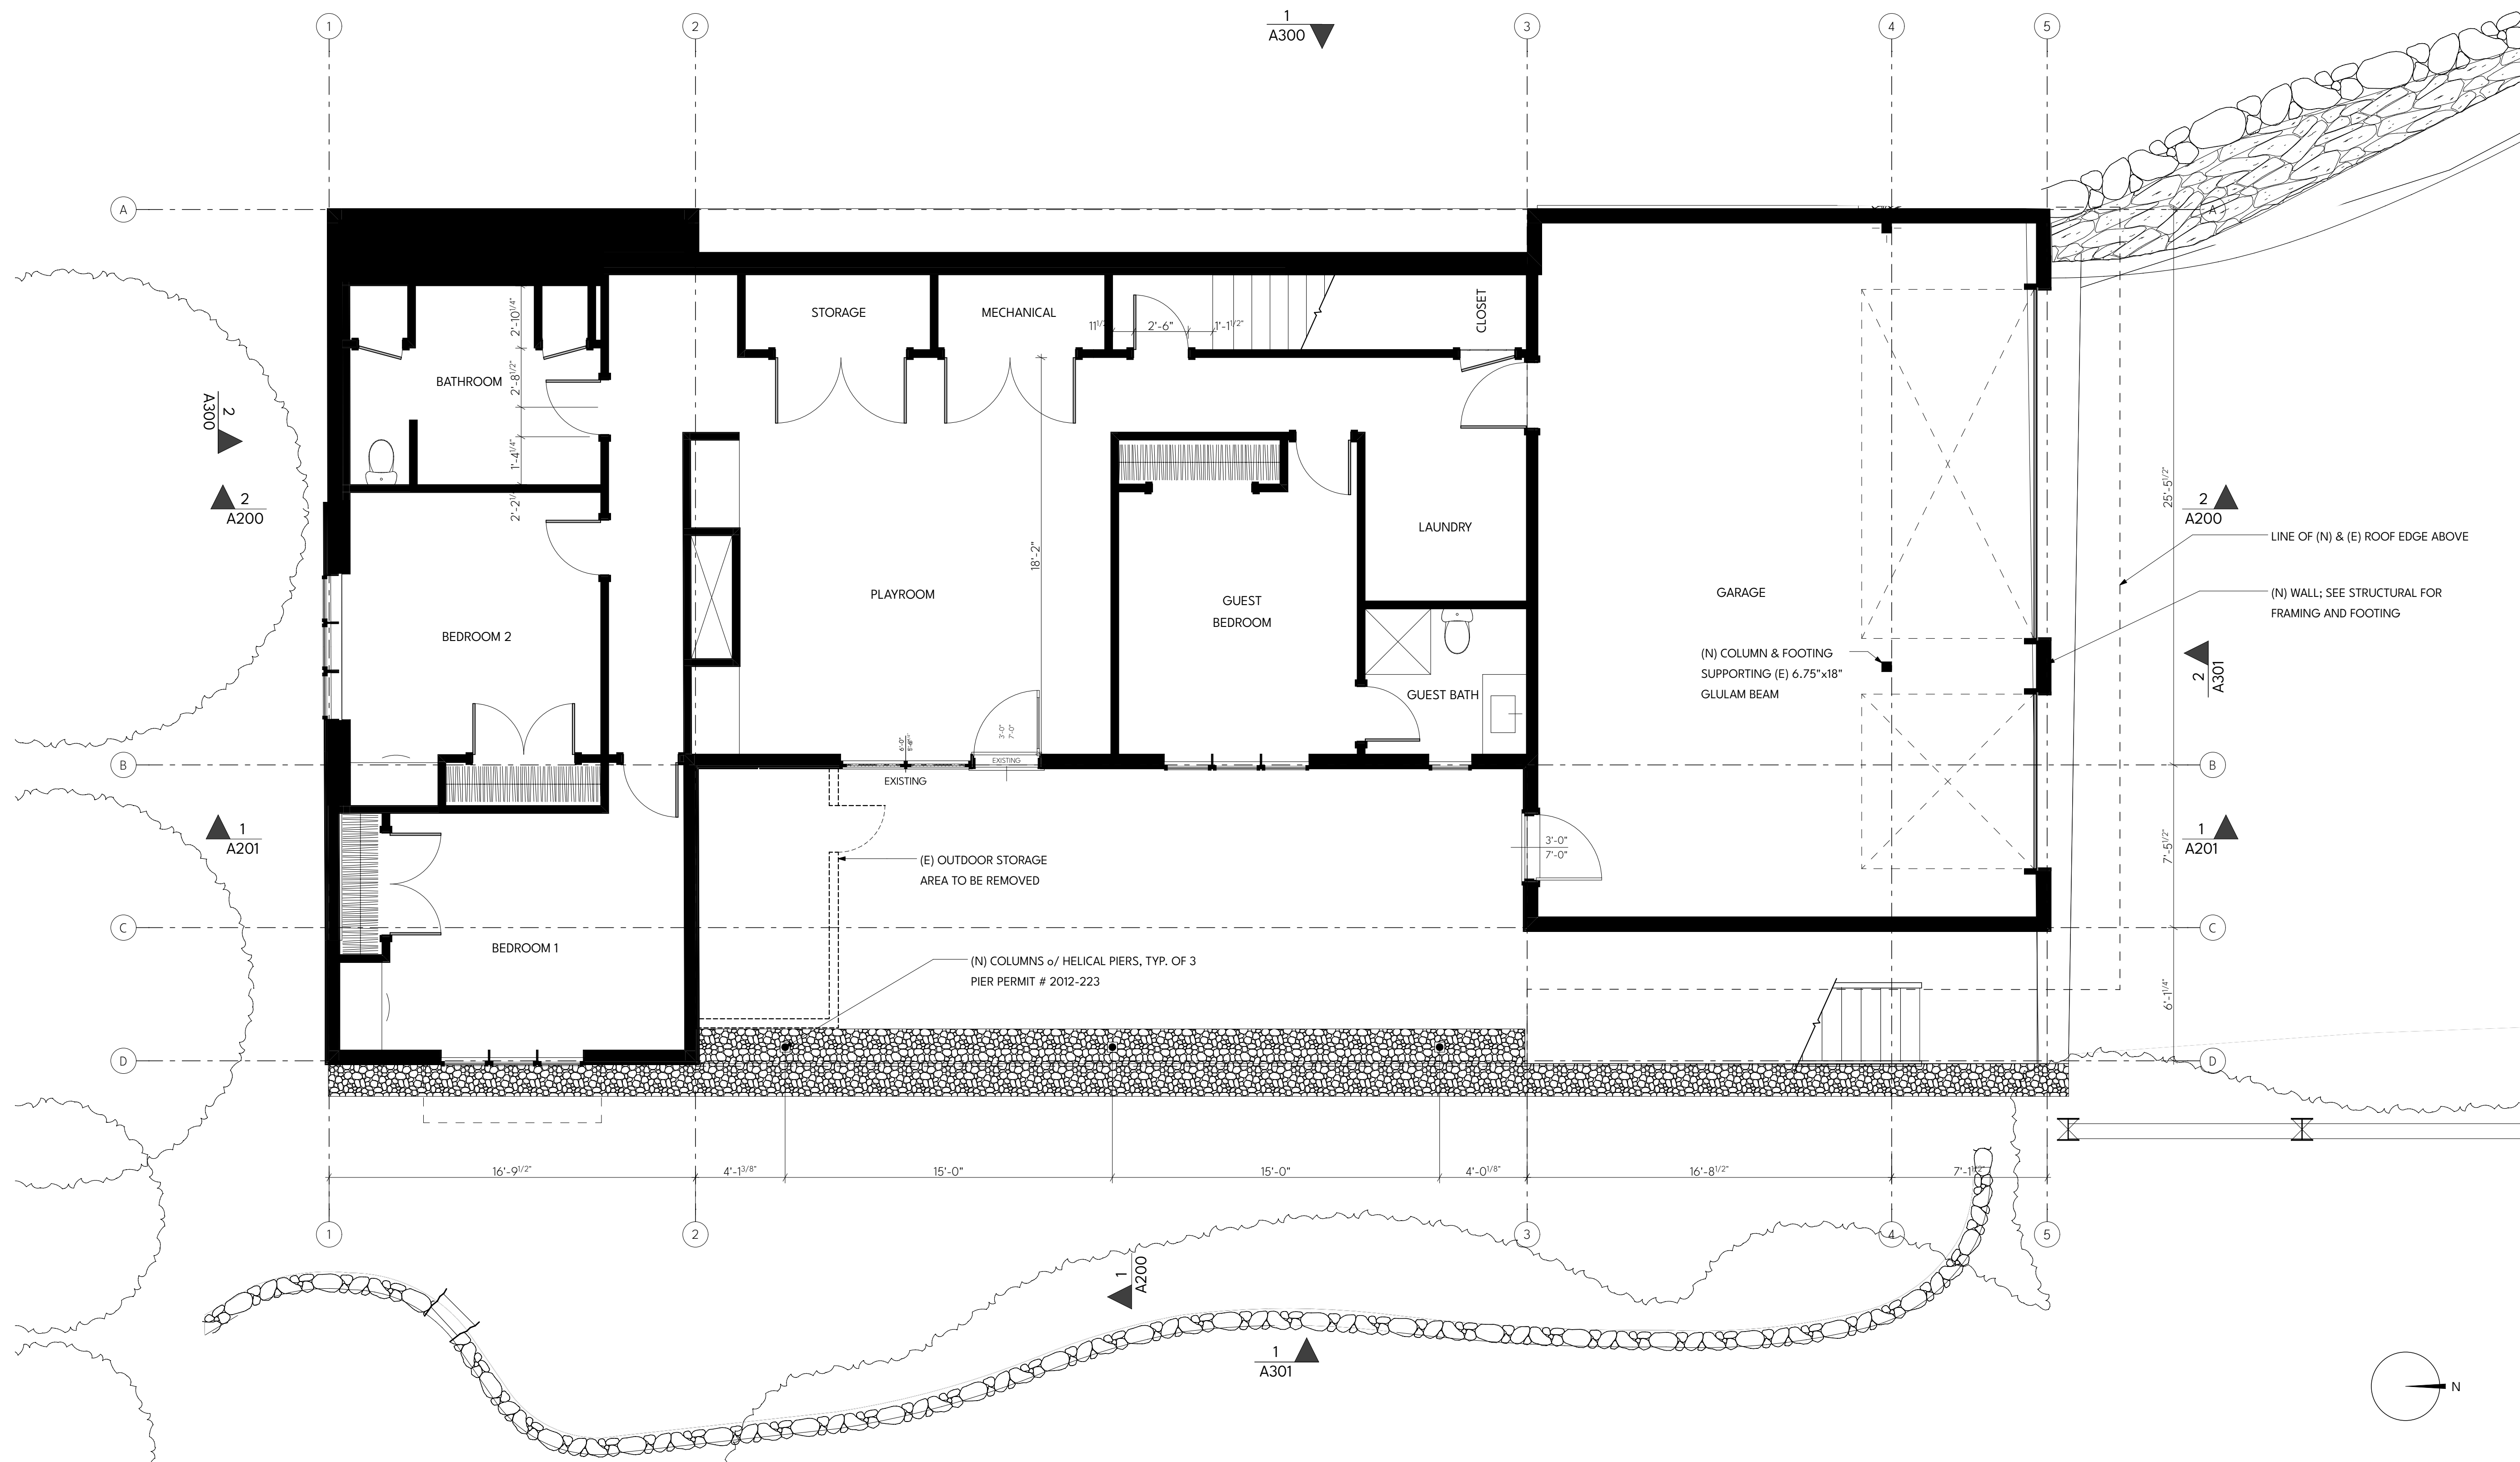 1
2
3
4
5
1
A300
A
A
STORAGE
MECHANICAL
CLOSET
2'-10 1/4"
2'-6"
1'-1 1/2"
BATHROOM
2'-8 1/2"
2
A300
1'-4 1/4"
2
A200
25'-5 1/2"
2
A200
LAUNDRY
LINE OF (N) & (E) ROOF EDGE ABOVE
18'-2"
PLAYROOM
GUEST
BEDROOM
GARAGE
(N) WALL; SEE STRUCTURAL FOR
FRAMING AND FOOTING
BEDROOM 2
(N) COLUMN & FOOTING
SUPPORTING (E) 6.75"x18"
GLULAM BEAM
2
A301
GUEST BATH
3'-0"
7'-0"
6'-0"
EXISTING
EXISTING
B
B
1
A201
3'-0"
7'-0"
7'-5 1/2"
1
A201
(E) OUTDOOR STORAGE
AREA TO BE REMOVED
C
C
BEDROOM 1
(N) COLUMNS o/ HELICAL PIERS, TYP. OF 3
PIER PERMIT # 2012-223
6'-1 1/4"
D
D
16'-9 1/2"
4'-1 3/8"
15'-0"
15'-0"
4'-0 1/8"
16'-8 1/2"
7'-1 1/2"
1
2
3
4
5
1
A200
1
A301
N